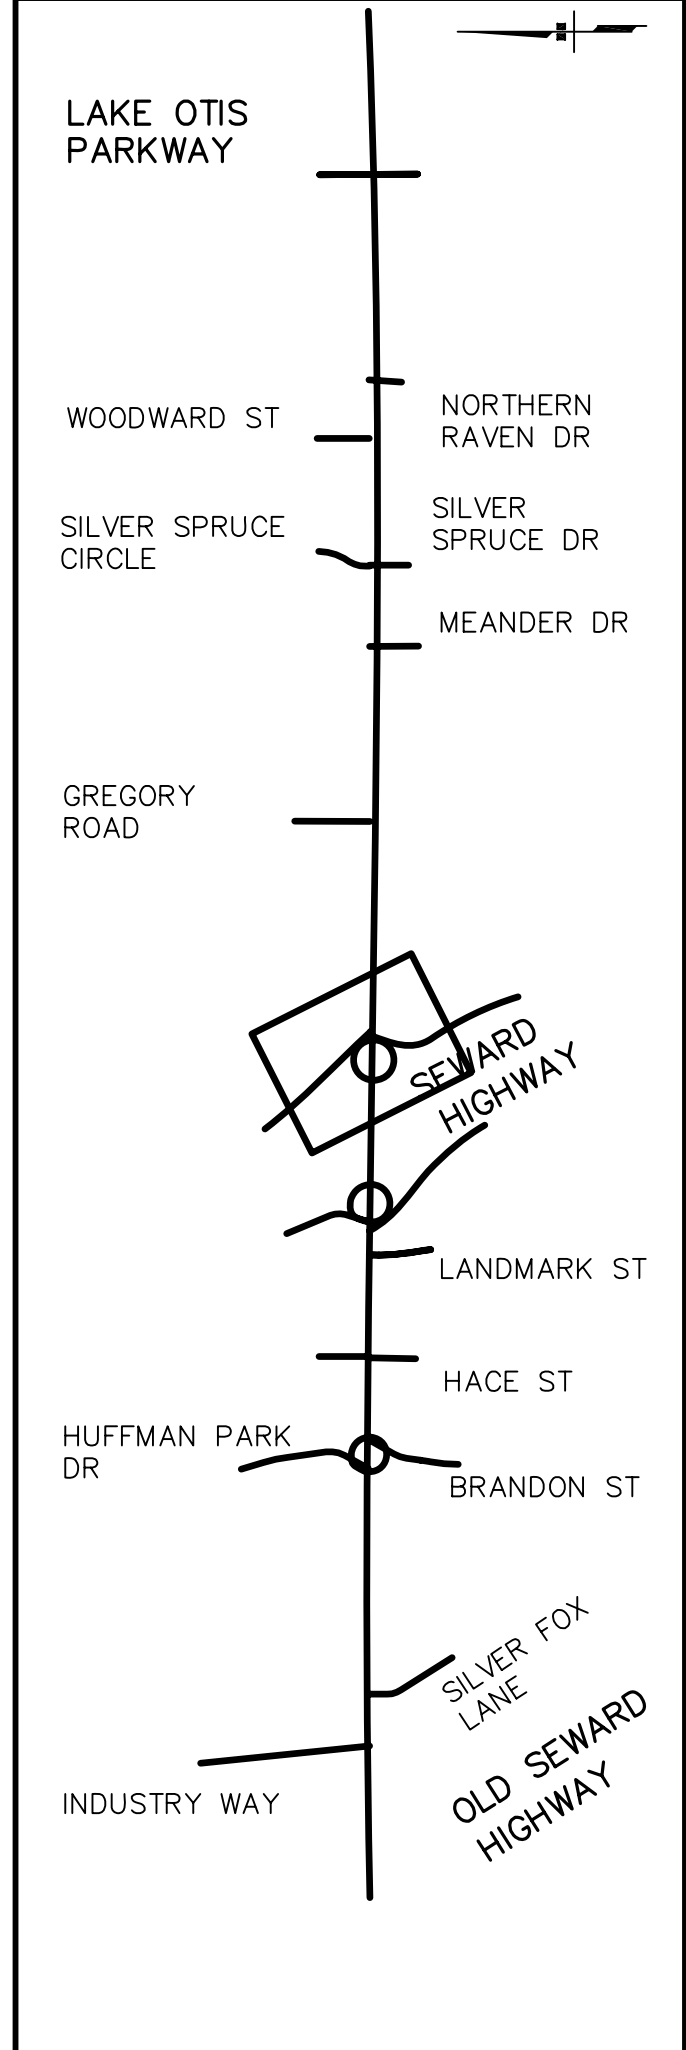 LAKE OTIS
PARKWAY
NORTHERN
RAVEN DR
WOODWARD ST
SILVER
SPRUCE DR
SILVER SPRUCE
CIRCLE
MEANDER DR
GREGORY
ROAD
SEWARD
HIGHWAY
LANDMARK ST
HACE ST
HUFFMAN PARK
DR
BRANDON ST
SILVER FOX
LANE
OLD SEWARD
HIGHWAY
INDUSTRY WAY